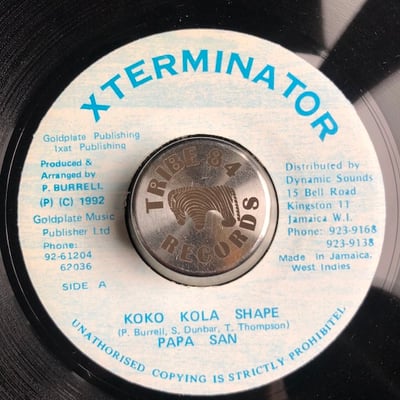 XTERMINATOR
Goldplate Publishing
Ixat Publishing
Produced &
Arranged by
P. BURRELL
(P) (C) 1992
Goldplate Music
Publisher Ltd
Phone:
92-61204
62036
SIDE A
TRIBE 84
RECORDS
Distributed by
Dynamic Sounds
15 Bell Road
Kingston 11
Jamaica W.I.
Phone: 923-9168
923-9138
Made in Jamaica.
West Indies
KOKO KOLA SHAPE
(P. Burrell, S. Dunbar, T. Thompson)
PAPA SAN
UNATHORISED COPYING IS STRICTLY PROHIBITEL